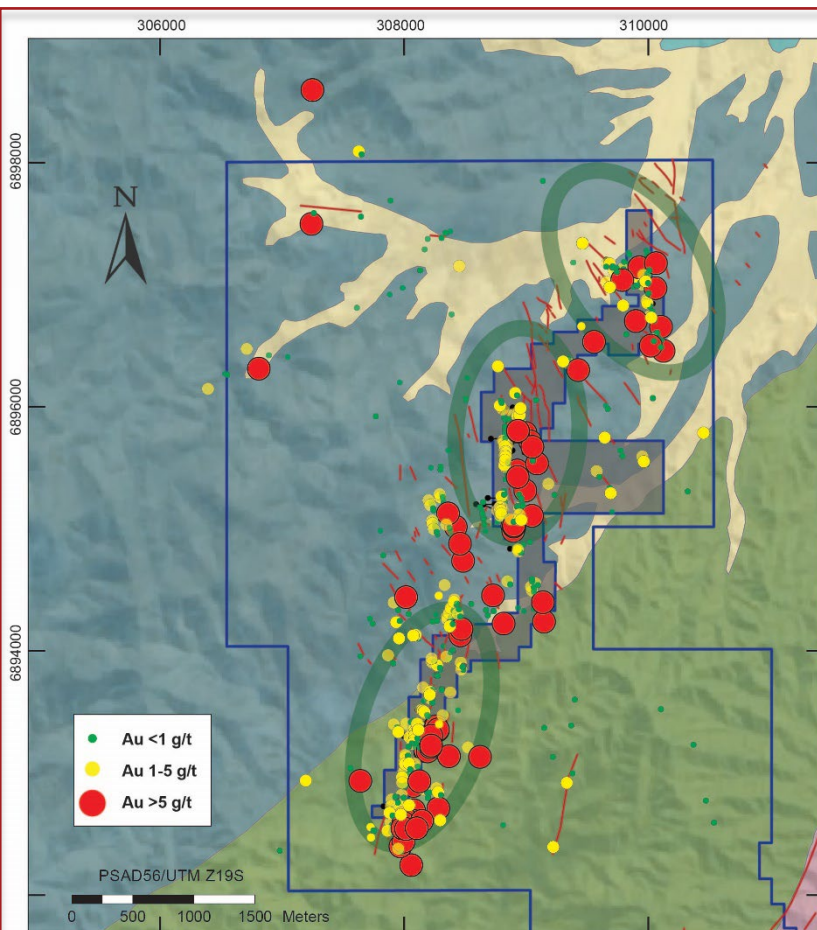 306000
308000
310000
6898000
N
6896000
6894000
Au <1 g/t
Au 1-5 g/t
Au >5 g/t
PSAD56/UTM Z19S
0 500 1000 1500 Meters